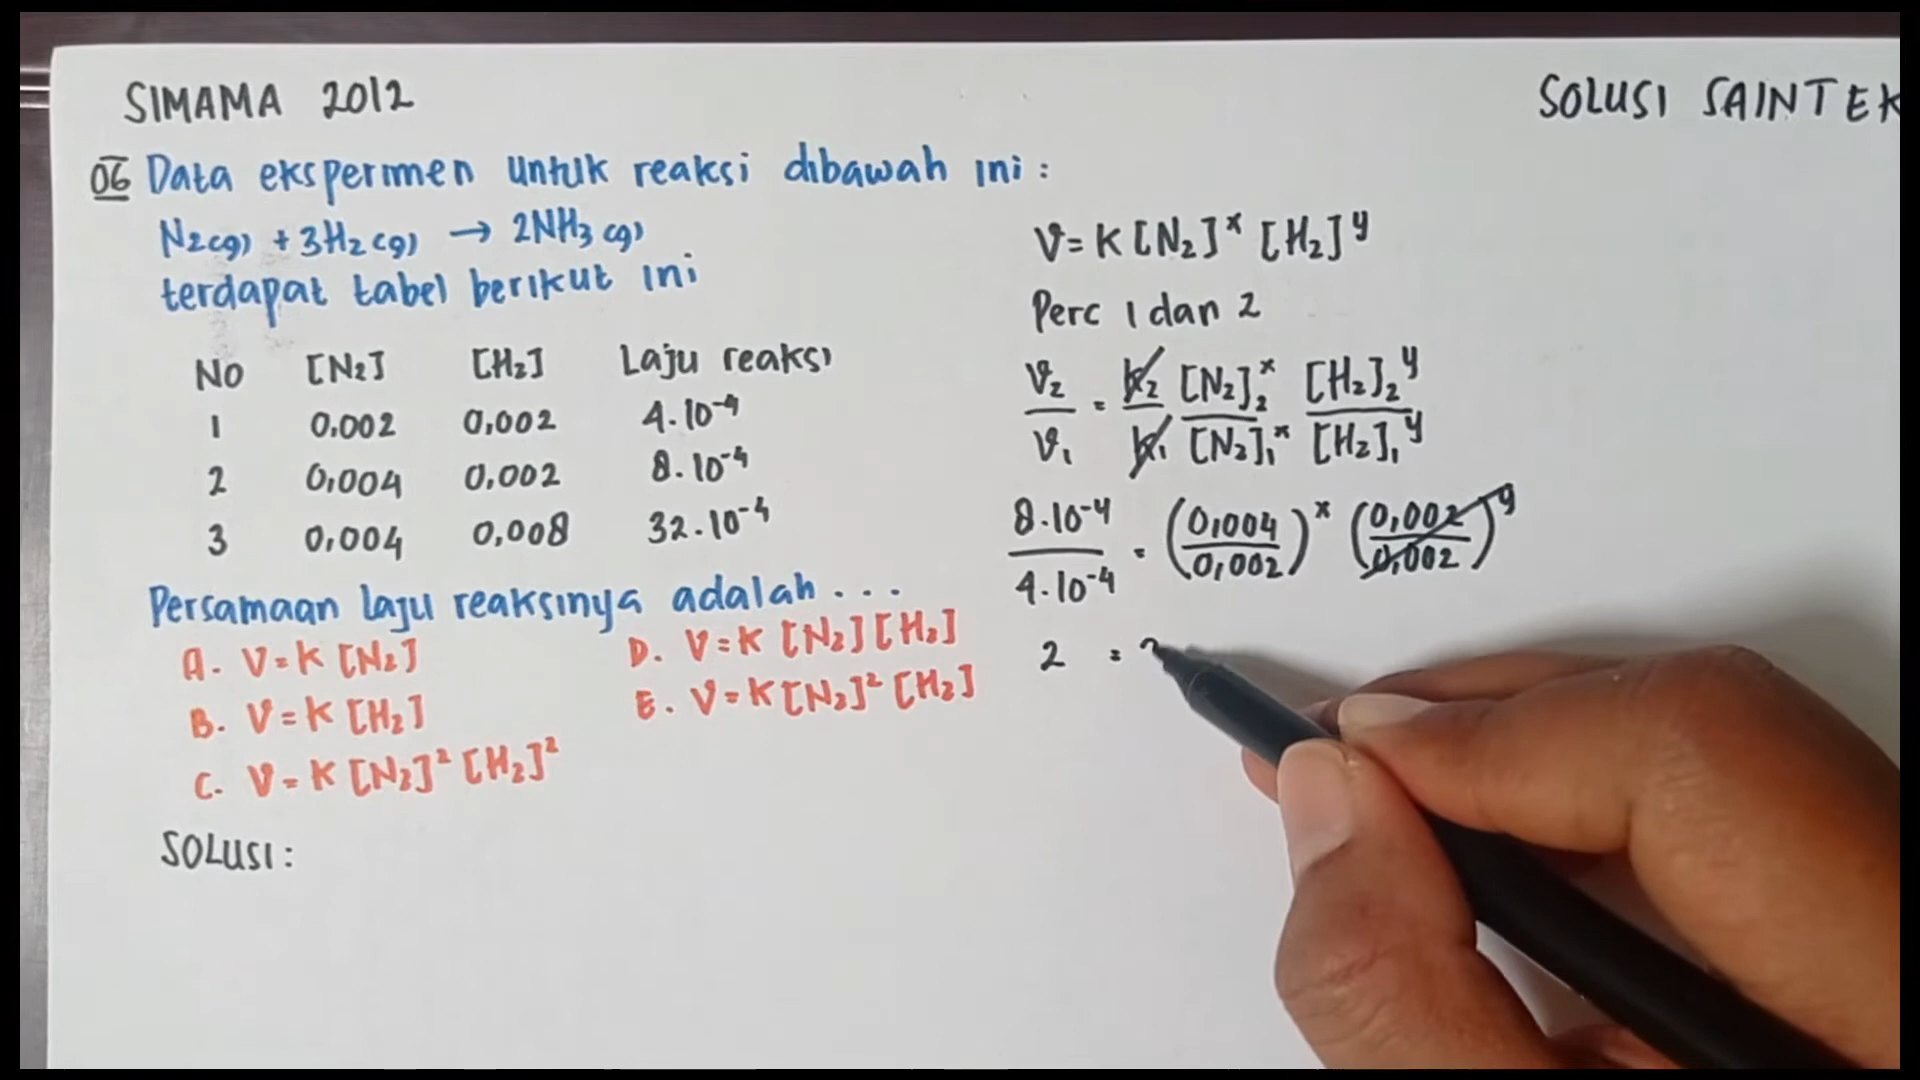 SIMAMA 2012
SOLUSI SAINTEK
06 Data eksperimen untuk reaksi dibawah ini :
N2(g) + 3H2(g) → 2NH3(g)
terdapat tabel berikut ini
No [N2] [H2] Laju reaksi
1 0.002 0,002 4.10⁻⁴
2 0,004 0,002 8.10⁻⁴
3 0,004 0,008 32.10⁻⁴
Persamaan laju reaksinya adalah . . .
A. V=K [N2]
B. V=K [H2]
C. V=K [N2]² [H2]²
D. V=K [N2][H2]
E. V=K[N2]² [H2]
SOLUSI :
V=K [N2]ˣ [H2]ʸ
Perc 1 dan 2
V2/V1 = K2/K1 [N2]2ˣ/[N2]1ˣ [H2]2ʸ/[H2]1ʸ
8.10⁻⁴/4.10⁻⁴ = (0,004/0,002)ˣ (0,002/0,002)ʸ
2 =